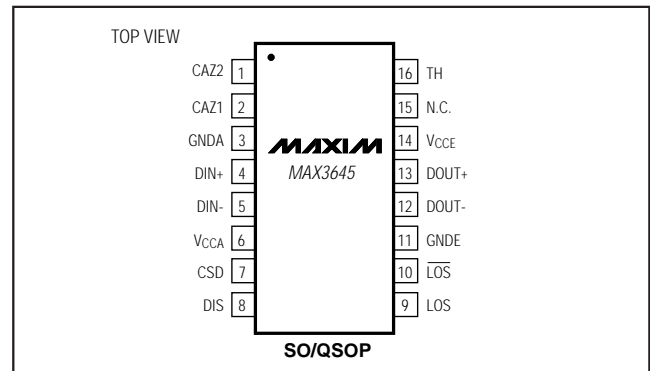 TOP VIEW
CAZ2 1
CAZ1 2
GNDA 3
DIN+ 4
DIN- 5
VCCA 6
CSD 7
DIS 8
MAXIM
MAX3645
16 TH
15 N.C.
14 VCCE
13 DOUT+
12 DOUT-
11 GNDE
10 L̅O̅S̅
9 LOS
SO/QSOP